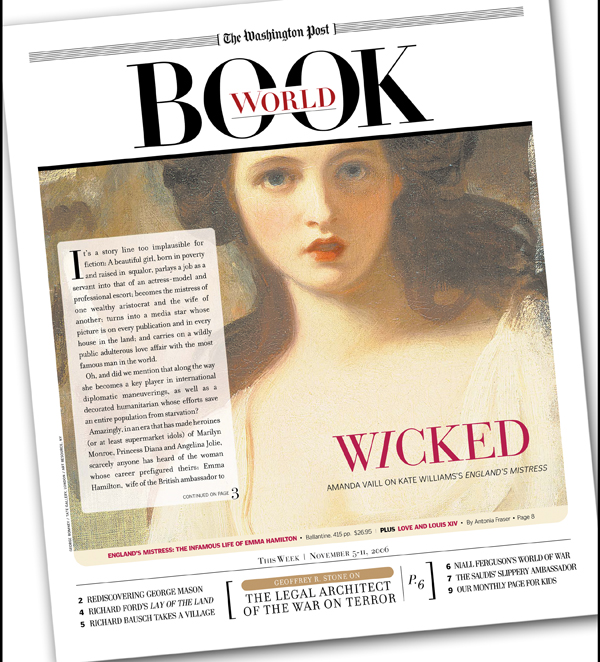 [ The Washington Post ]
BOOK
WORLD
It's a story line too implausible for
fiction: A beautiful girl, born in poverty
and raised in squalor, parlays a job as a
servant into that of an actress-model and
professional escort; becomes the mistress of
one wealthy aristocrat and the wife of
another; turns into a media star whose
picture is on every publication and in every
house in the land; and carries on a wildly
public adulterous love affair with the most
famous man in the world.
Oh, and did we mention that along the way
she becomes a key player in international
diplomatic maneuverings, as well as a
decorated humanitarian whose efforts save
an entire population from starvation?
Amazingly, in an era that has made heroines
(or at least supermarket idols) of Marilyn
Monroe, Princess Diana and Angelina Jolie,
scarcely anyone has heard of the woman
whose career prefigured theirs: Emma
Hamilton, wife of the British ambassador to
CONTINUED ON PAGE 3
WICKED
AMANDA VAILL ON KATE WILLIAMS'S ENGLAND'S MISTRESS
ENGLAND'S MISTRESS: THE INFAMOUS LIFE OF EMMA HAMILTON • Ballantine. 415 pp. $26.95 | PLUS LOVE AND LOUIS XIV • By Antonia Fraser • Page 8
THIS WEEK | NOVEMBER 5-11, 2006
2 REDISCOVERING GEORGE MASON
4 RICHARD FORD'S LAY OF THE LAND
5 RICHARD BAUSCH TAKES A VILLAGE
GEOFFREY R. STONE ON
THE LEGAL ARCHITECT
OF THE WAR ON TERROR
P.6
6 NIALL FERGUSON'S WORLD OF WAR
7 THE SAUDIS' SLIPPERY AMBASSADOR
9 OUR MONTHLY PAGE FOR KIDS